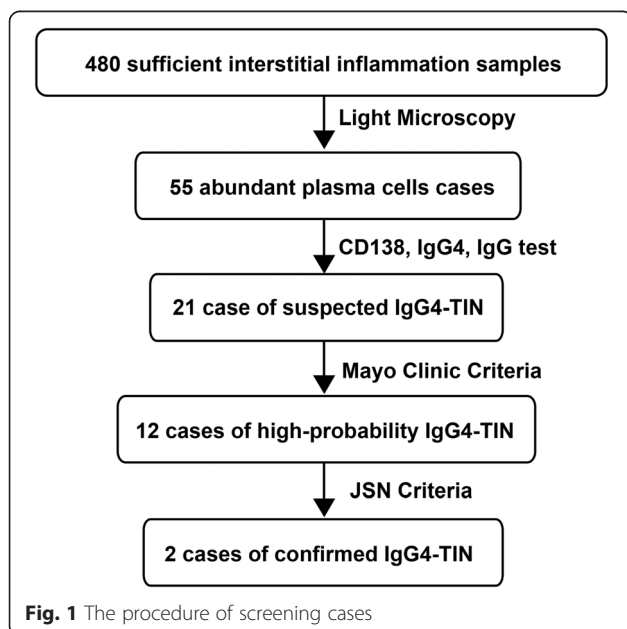 480 sufficient interstitial inflammation samples
Light Microscopy
55 abundant plasma cells cases
CD138, IgG4, IgG test
21 case of suspected IgG4-TIN
Mayo Clinic Criteria
12 cases of high-probability IgG4-TIN
JSN Criteria
2 cases of confirmed IgG4-TIN
Fig. 1 The procedure of screening cases